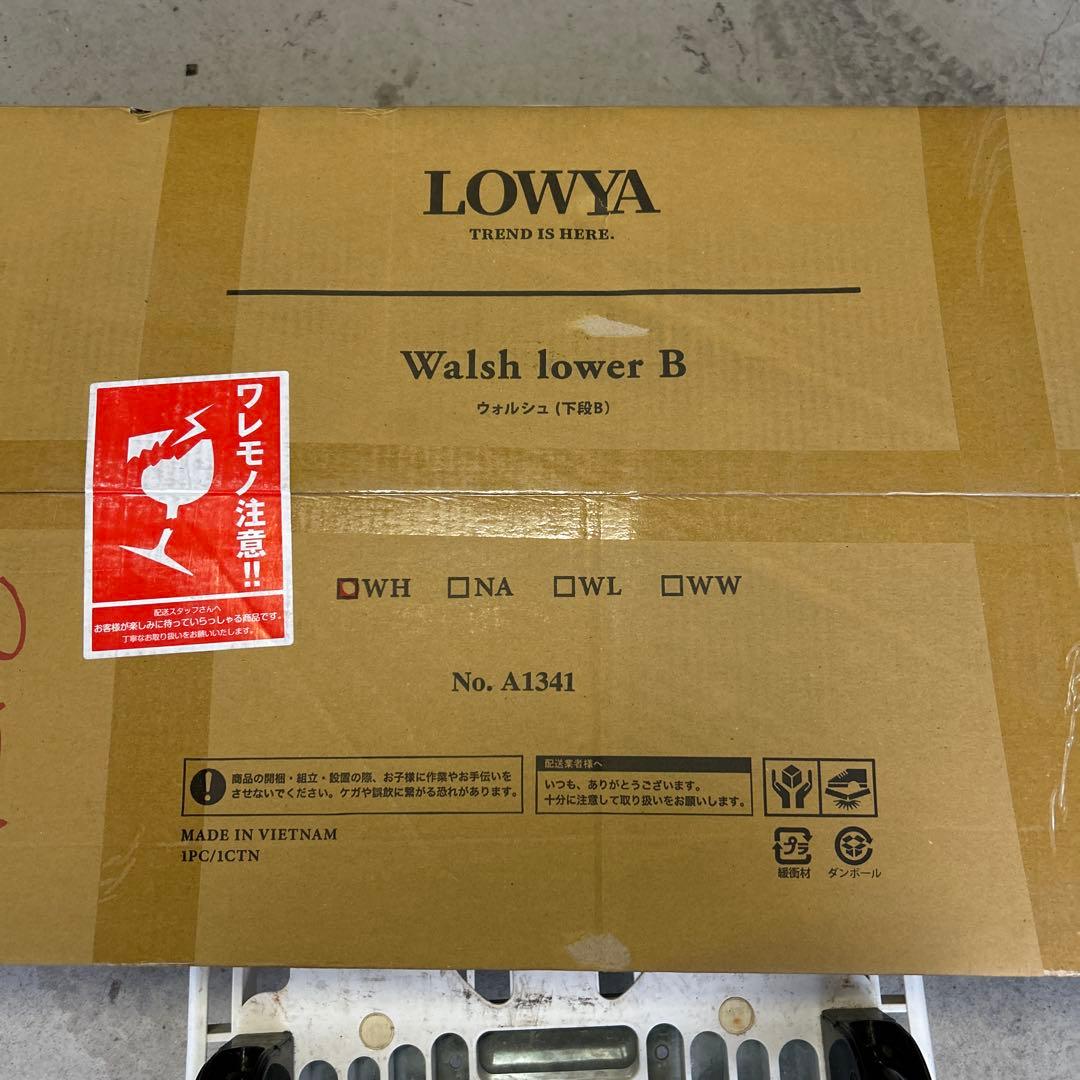 LOWYA
TREND IS HERE.
Walsh lower B
ウォルシュ (下段B)
ワレモノ注意!!
配送スタッフさんへ
お客様が楽しみに待っていらっしゃる商品です。
丁寧なお取り扱いをお願いいたします。
WH NA WL WW
No. A1341
商品の開梱・組立・設置の際、お子様に作業やお手伝いを
させないでください。ケガや誤飲に繋がる恐れがあります。
配送業者様へ
いつも、ありがとうございます。
十分に注意して取り扱いをお願いします。
MADE IN VIETNAM
1PC/1CTN
プラ
緩衝材
ダンボール